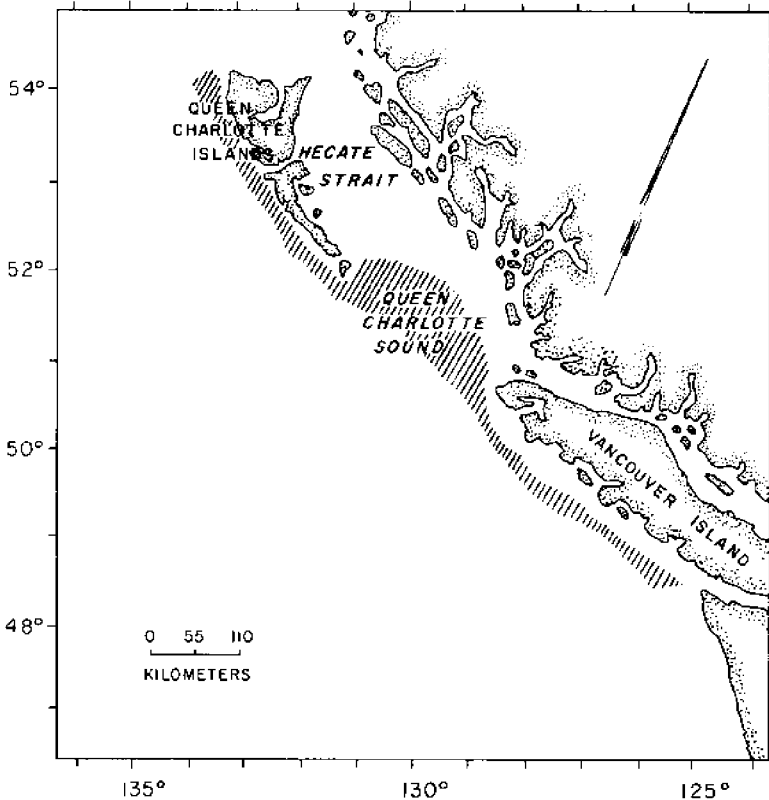 54°
52°
50°
48°
QUEEN
CHARLOTTE
ISLANDS
HECATE
STRAIT
QUEEN
CHARLOTTE
SOUND
VANCOUVER ISLAND
0 55 110
KILOMETERS
135° 130° 125°